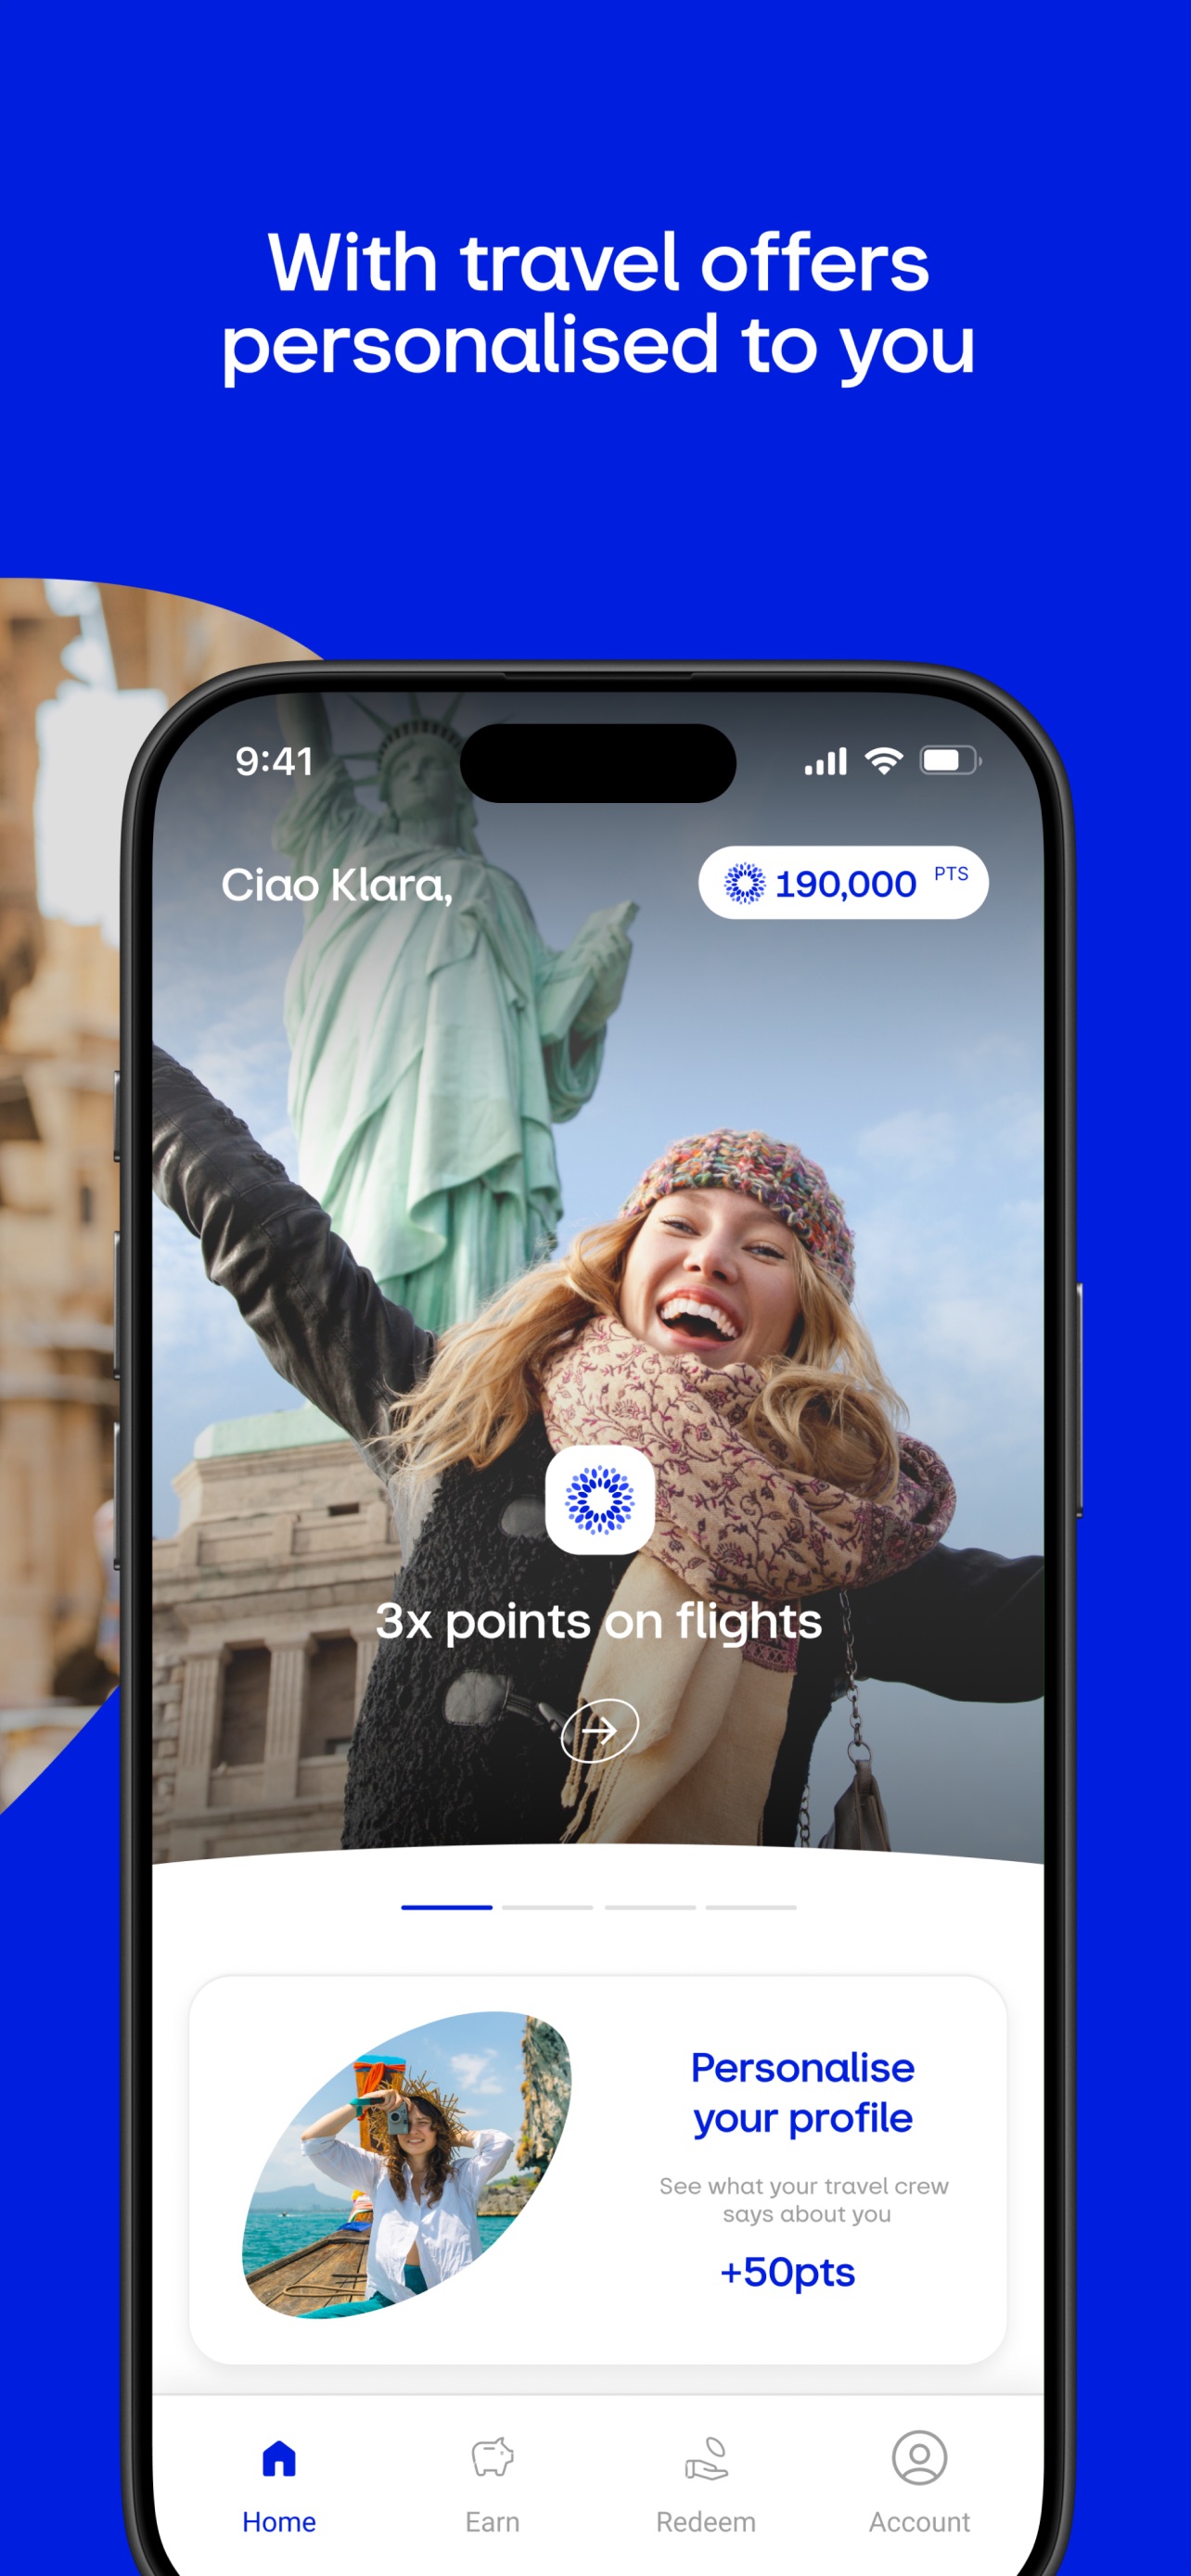 With travel offers
personalised to you
9:41
Ciao Klara,
190,000 PTS
3x points on flights
Personalise
your profile
See what your travel crew
says about you
+50pts
Home
Earn
Redeem
Account